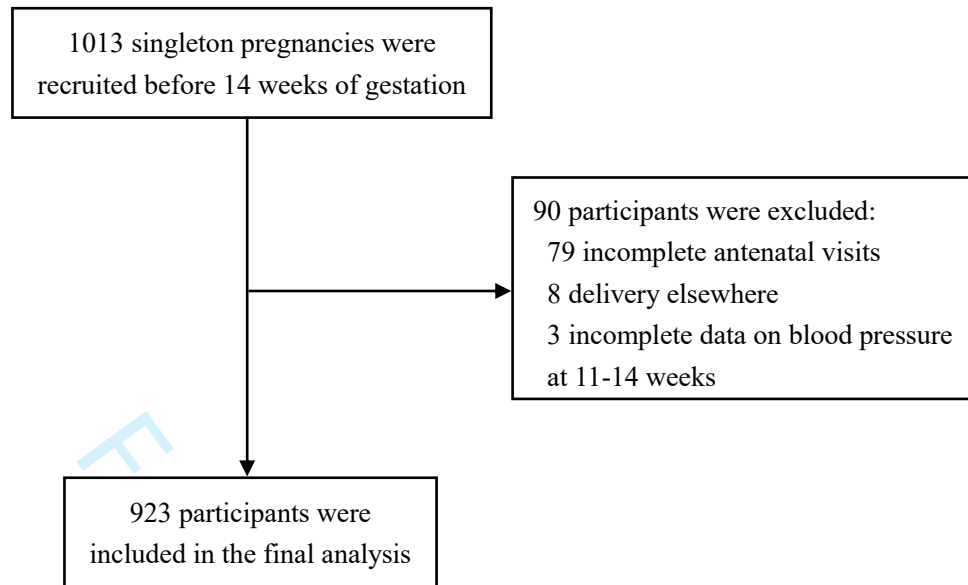 1013 singleton pregnancies were
recruited before 14 weeks of gestation
90 participants were excluded:
79 incomplete antenatal visits
8 delivery elsewhere
3 incomplete data on blood pressure
at 11-14 weeks
F
923 participants were
included in the final analysis